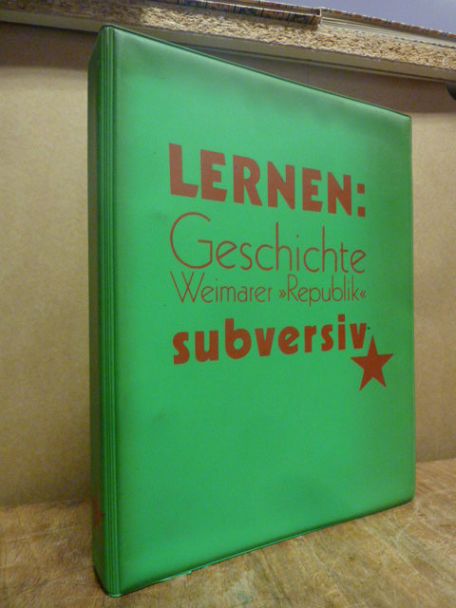 LERNEN:
Geschichte
Weimarer »Republik«
subversiv